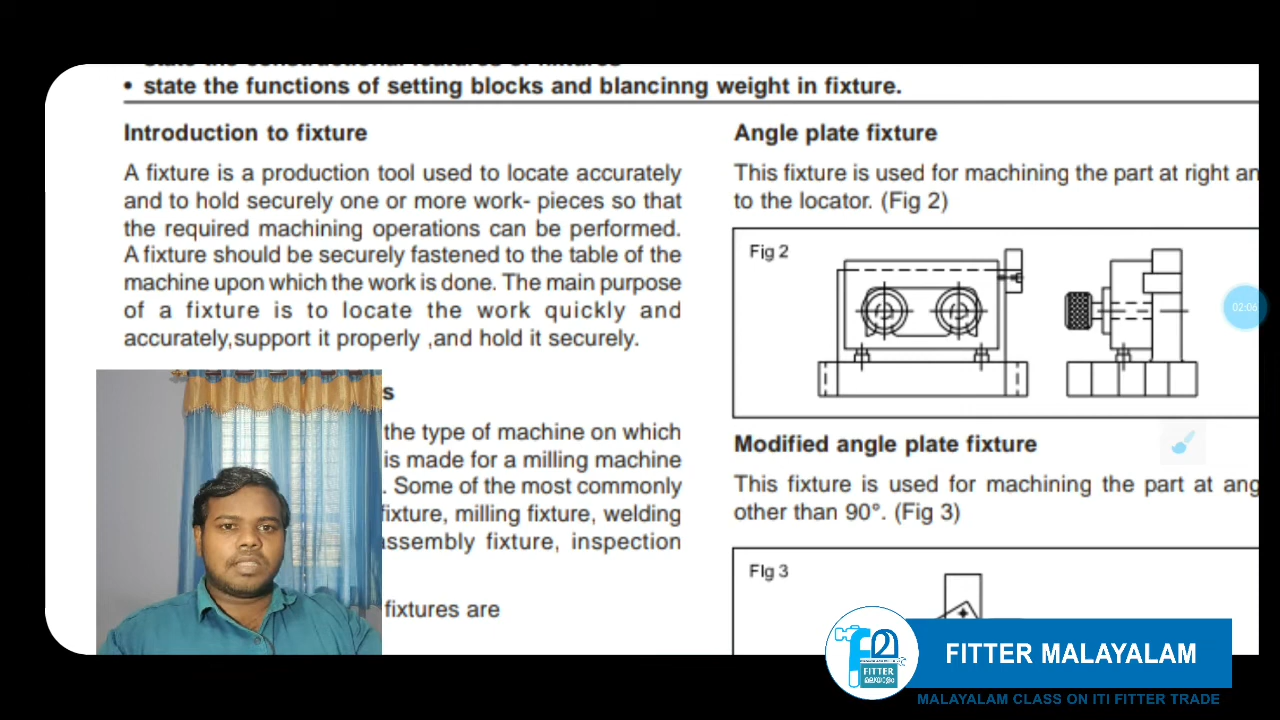 • state the functions of setting blocks and blancinng weight in fixture.
Introduction to fixture
A fixture is a production tool used to locate accurately
and to hold securely one or more work- pieces so that
the required machining operations can be performed.
A fixture should be securely fastened to the table of the
machine upon which the work is done. The main purpose
of a fixture is to locate the work quickly and
accurately,support it properly ,and hold it securely.
s
the type of machine on which
is made for a milling machine
. Some of the most commonly
fixture, milling fixture, welding
assembly fixture, inspection
fixtures are
Angle plate fixture
This fixture is used for machining the part at right an
to the locator. (Fig 2)
Fig 2
02:06
Modified angle plate fixture
This fixture is used for machining the part at ang
other than 90°. (Fig 3)
FIg 3
FITTER
FITTER MALAYALAM
MALAYALAM CLASS ON ITI FITTER TRADE